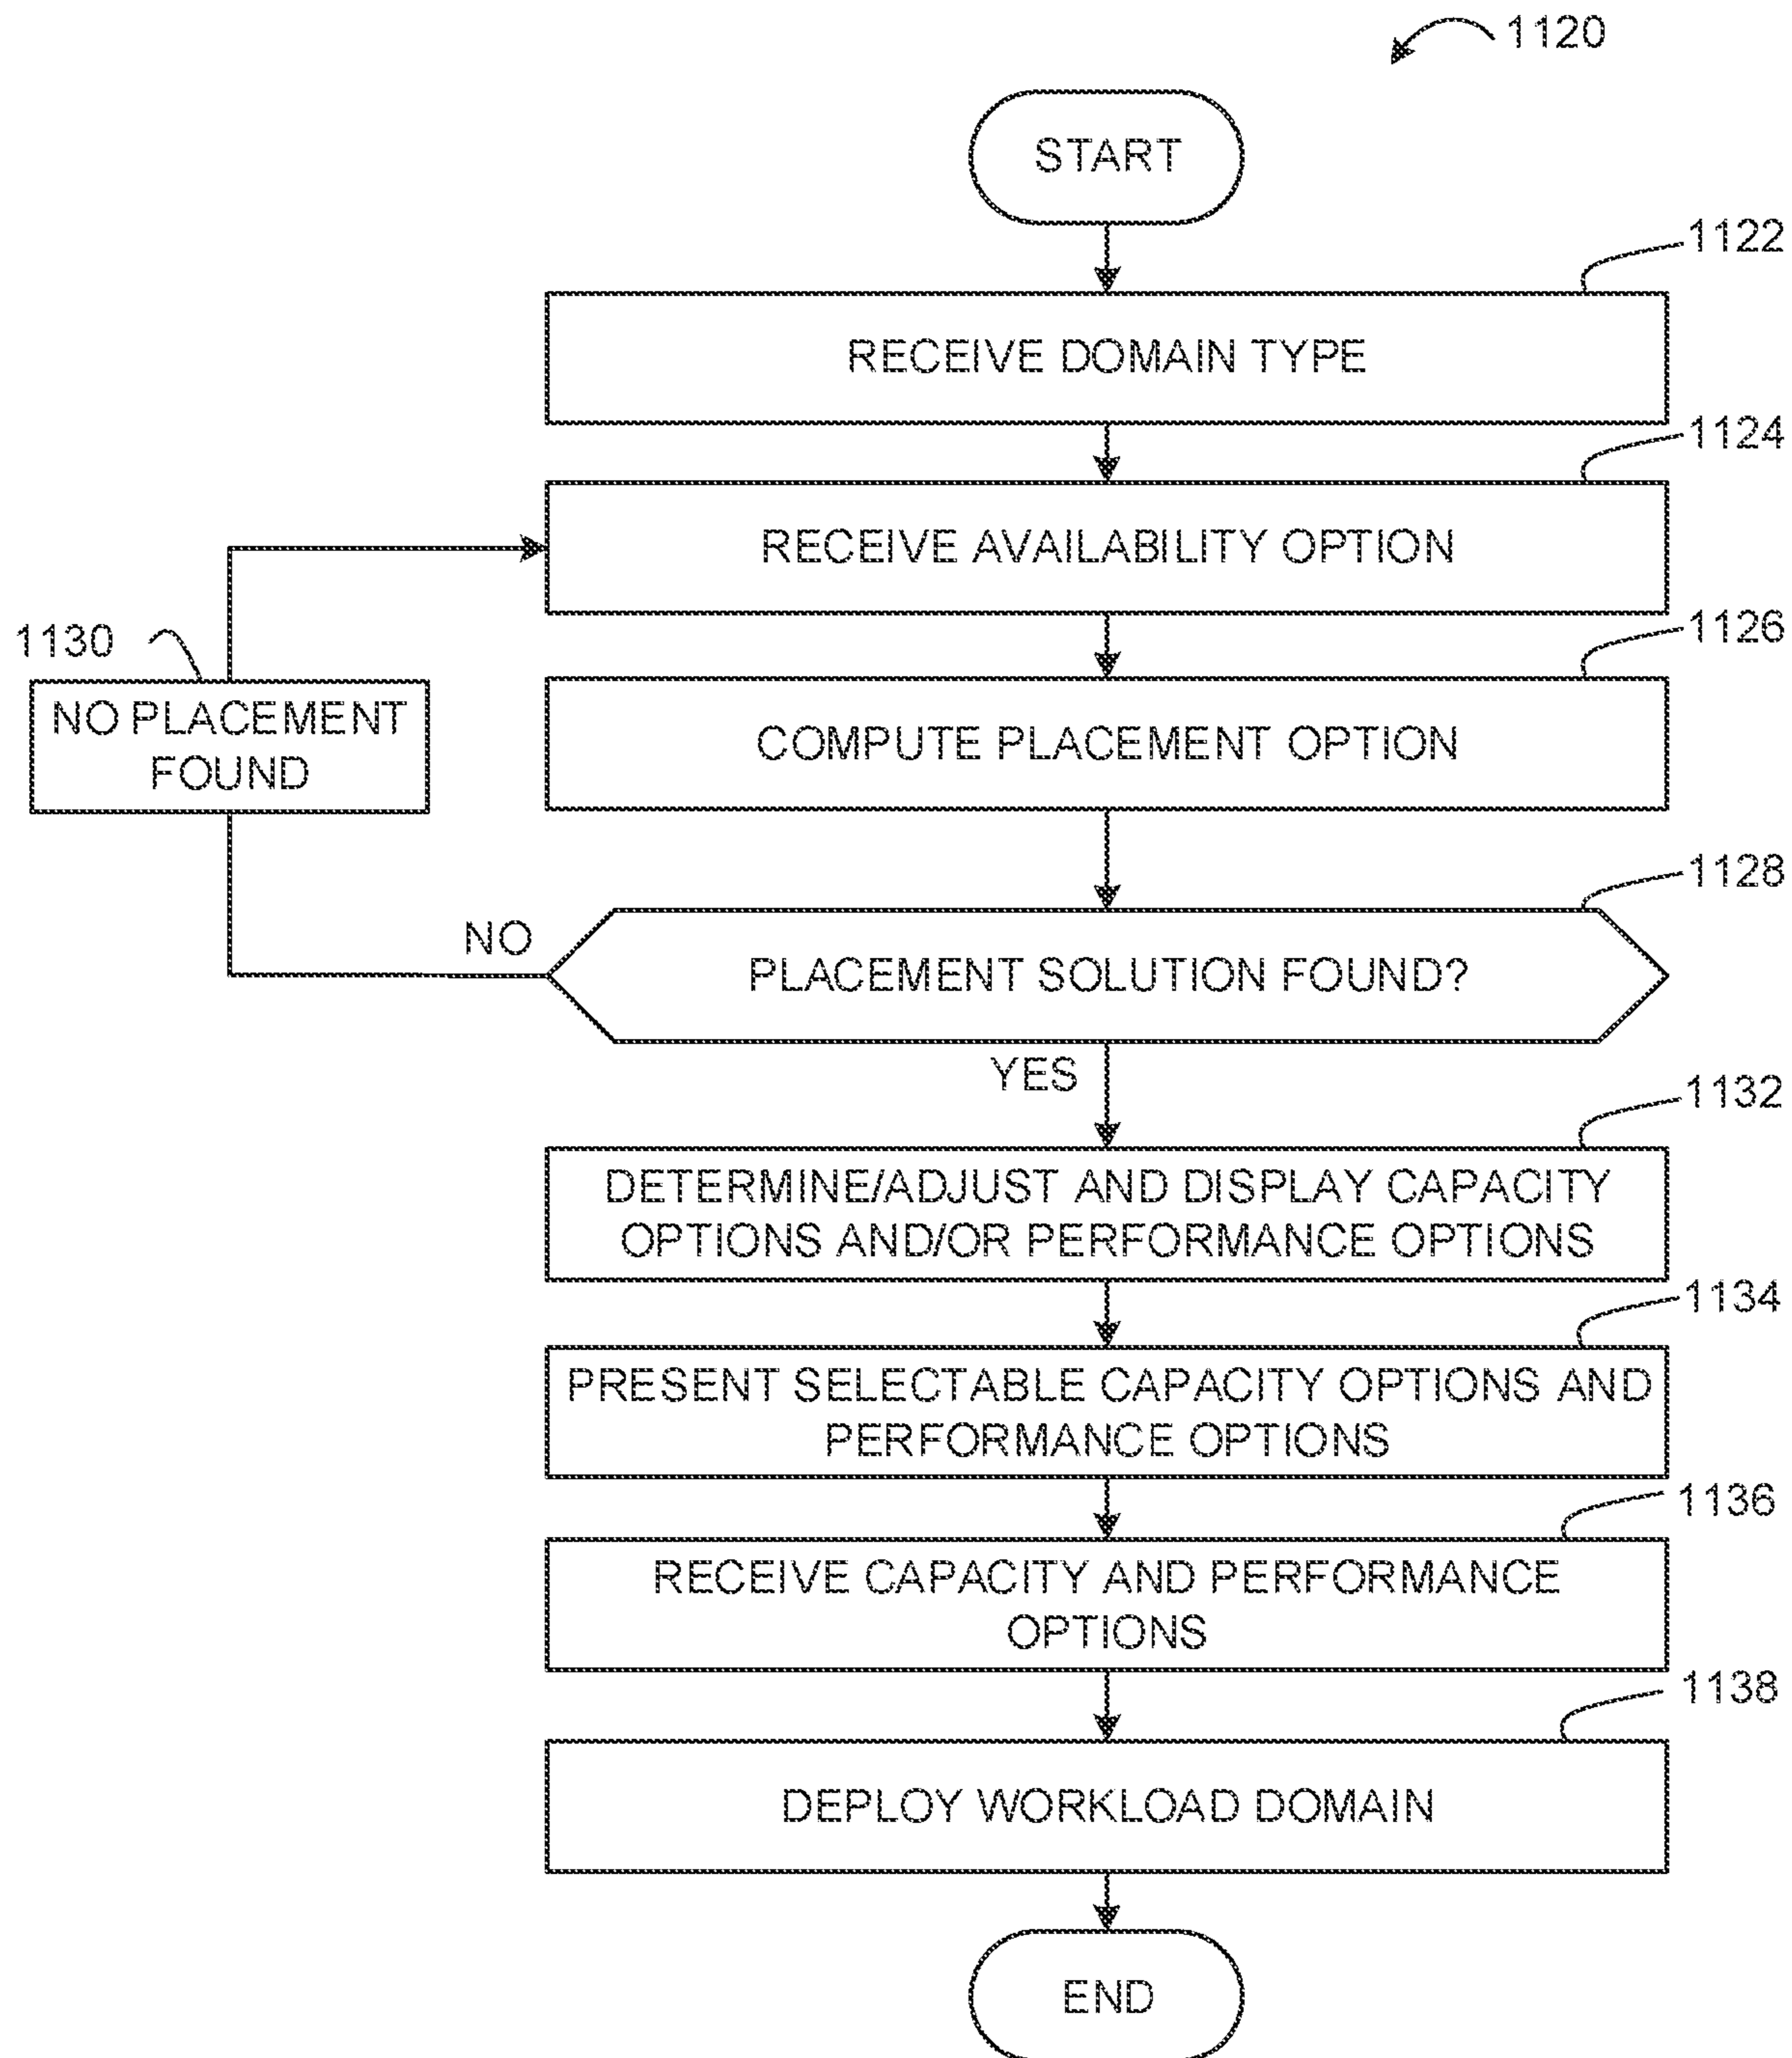 1120
START
1122
RECEIVE DOMAIN TYPE
1124
RECEIVE AVAILABILITY OPTION
1130
1126
NO PLACEMENT
FOUND
COMPUTE PLACEMENT OPTION
1128
NO
PLACEMENT SOLUTION FOUND?
YES
1132
DETERMINE/ADJUST AND DISPLAY CAPACITY
OPTIONS AND/OR PERFORMANCE OPTIONS
1134
PRESENT SELECTABLE CAPACITY OPTIONS AND
PERFORMANCE OPTIONS
1136
RECEIVE CAPACITY AND PERFORMANCE
OPTIONS
1138
DEPLOY WORKLOAD DOMAIN
END